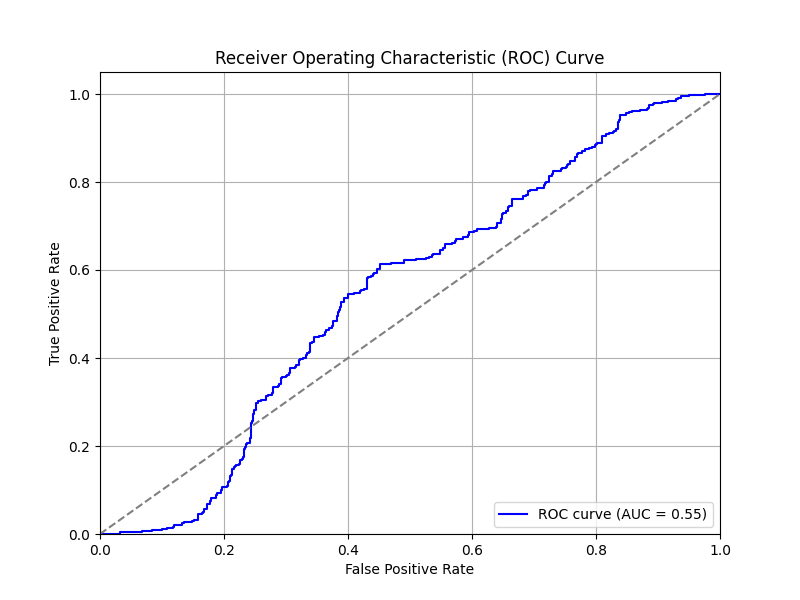 Receiver Operating Characteristic (ROC) Curve
True Positive Rate
1.0
0.8
0.6
0.4
0.2
0.0
0.0 0.2 0.4 0.6 0.8 1.0
False Positive Rate
ROC curve (AUC = 0.55)